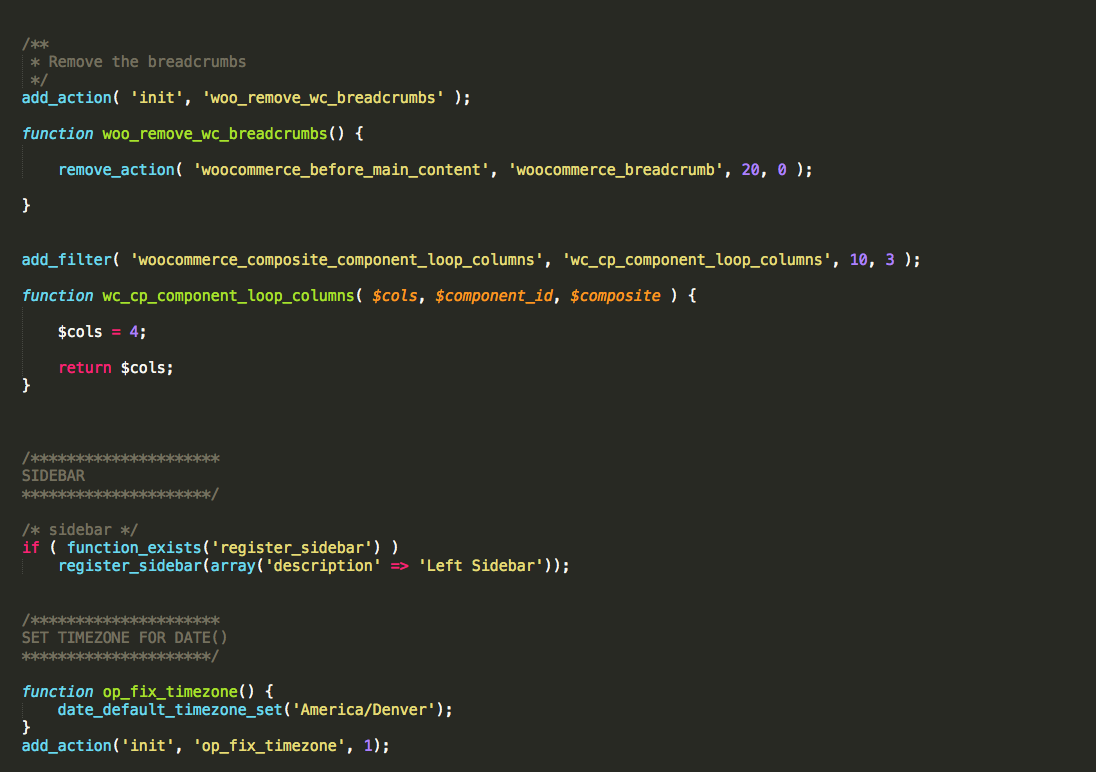 /**
 * Remove the breadcrumbs
 */
add_action( 'init', 'woo_remove_wc_breadcrumbs' );
function woo_remove_wc_breadcrumbs() {
    remove_action( 'woocommerce_before_main_content', 'woocommerce_breadcrumb', 20, 0 );
}
add_filter( 'woocommerce_composite_component_loop_columns', 'wc_cp_component_loop_columns', 10, 3 );
function wc_cp_component_loop_columns( $cols, $component_id, $composite ) {
    $cols = 4;
    return $cols;
}
/*********************
SIDEBAR
*********************/
/* sidebar */
if ( function_exists('register_sidebar') )
    register_sidebar(array('description' => 'Left Sidebar'));
/*********************
SET TIMEZONE FOR DATE()
*********************/
function op_fix_timezone() {
    date_default_timezone_set('America/Denver');
}
add_action('init', 'op_fix_timezone', 1);